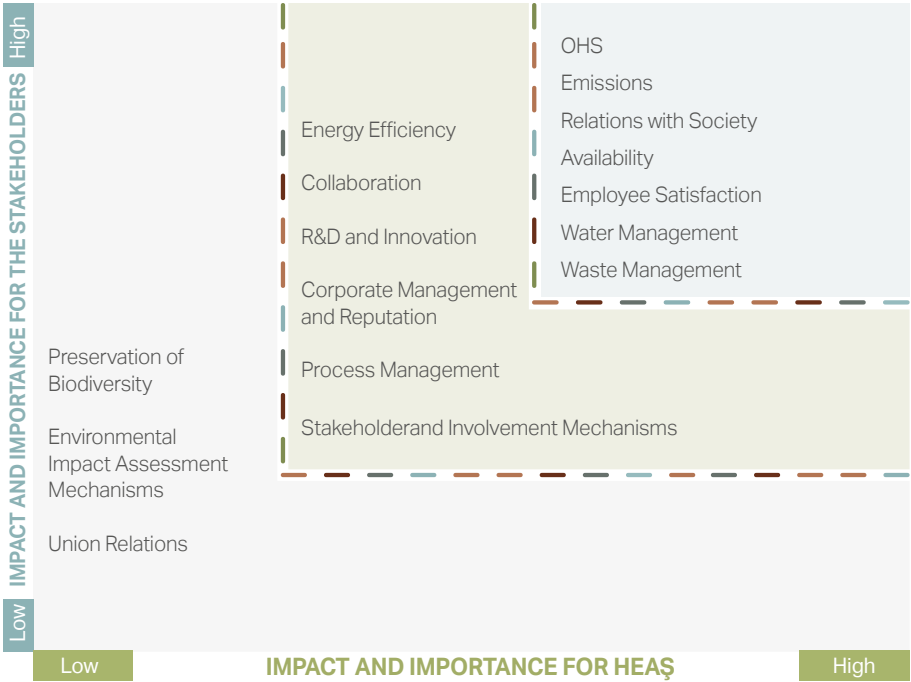 High
IMPACT AND IMPORTANCE FOR THE STAKEHOLDERS
Low
Preservation of
Biodiversity
Environmental
Impact Assessment
Mechanisms
Union Relations
Energy Efficiency
Collaboration
R&D and Innovation
Corporate Management
and Reputation
Process Management
Stakeholderand Involvement Mechanisms
OHS
Emissions
Relations with Society
Availability
Employee Satisfaction
Water Management
Waste Management
Low
IMPACT AND IMPORTANCE FOR HEAŞ
High